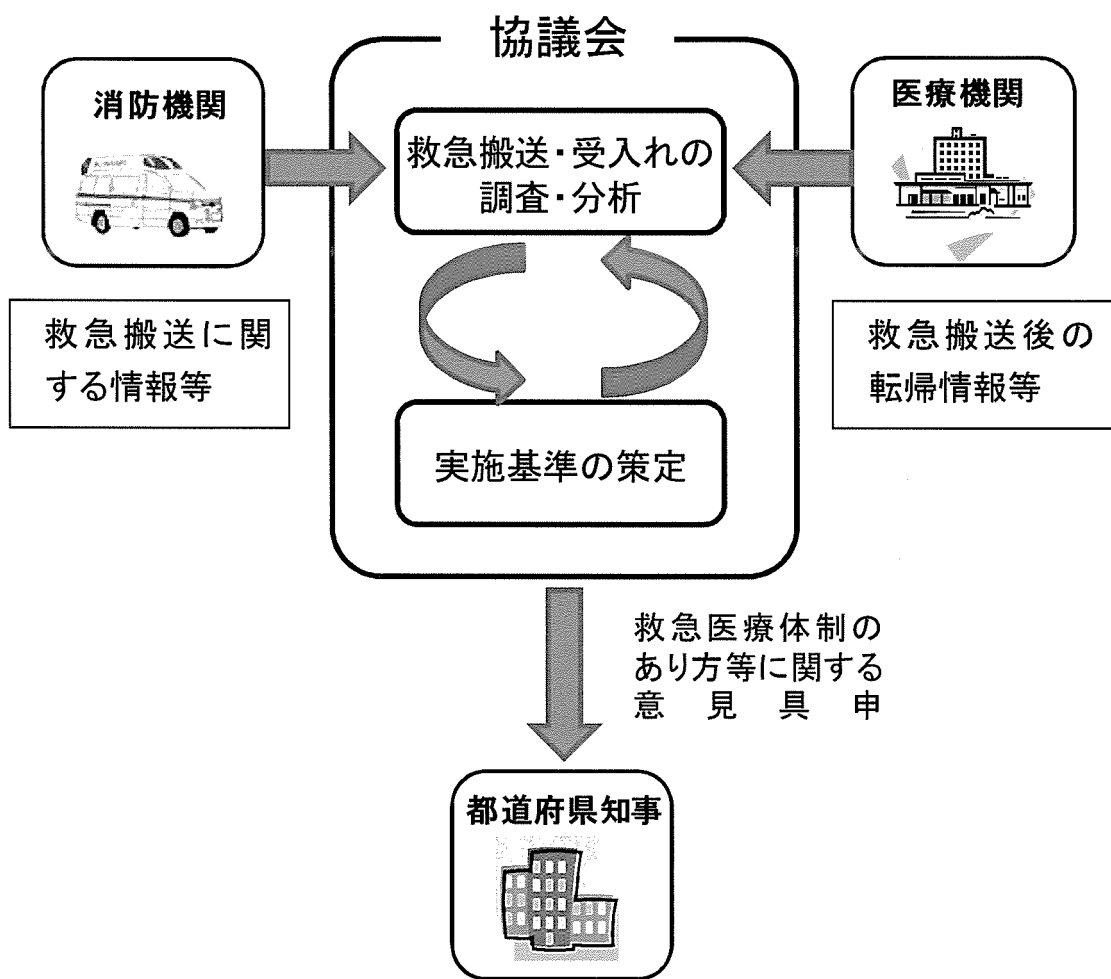 協議会
消防機関
医療機関
救急搬送・受入れの
調査・分析
救急搬送に関
する情報等
救急搬送後の
転帰情報等
実施基準の策定
救急医療体制の
あり方等に関する
意見具申
都道府県知事